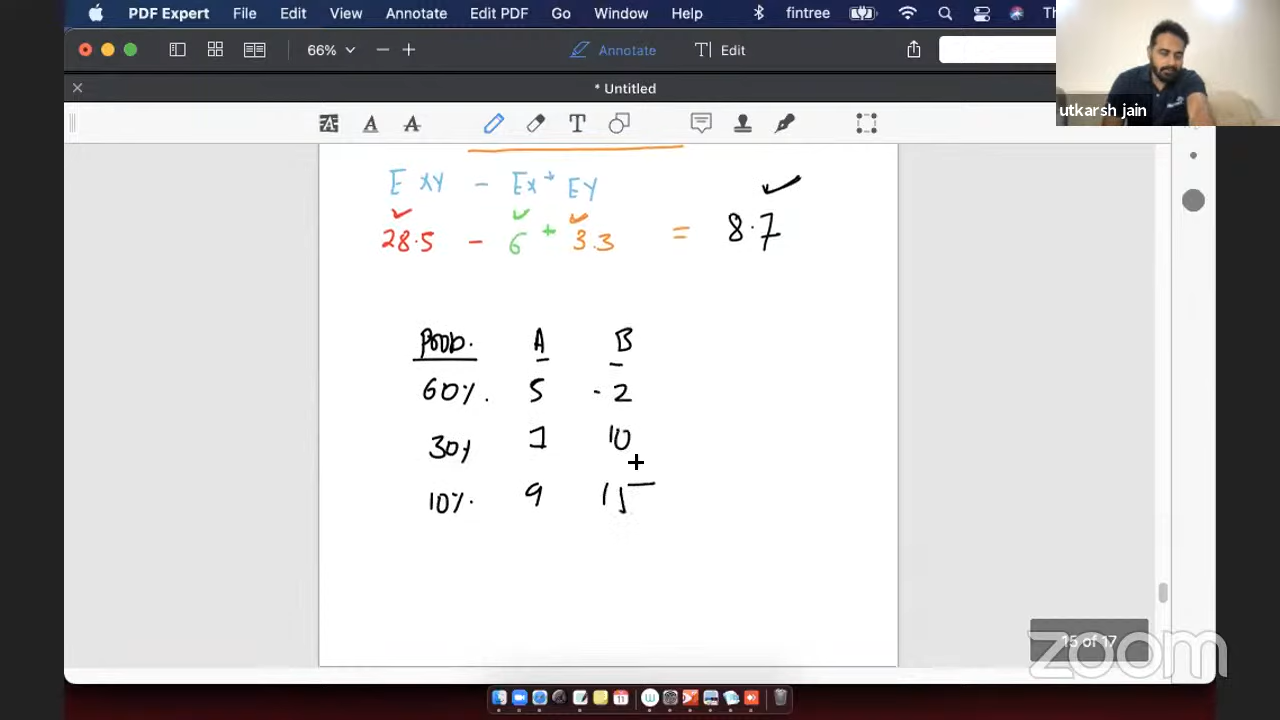 PDF Expert File Edit View Annotate Edit PDF Go Window Help fintree Th
66% Annotate Edit
utkarsh jain
* Untitled
E xy - Ex * Ey
28.5 - 6 * 3.3 = 8.7
Prob. A B
60%. 5 -2
30% 7 10
10%. 9 15
15 of 17
zoom